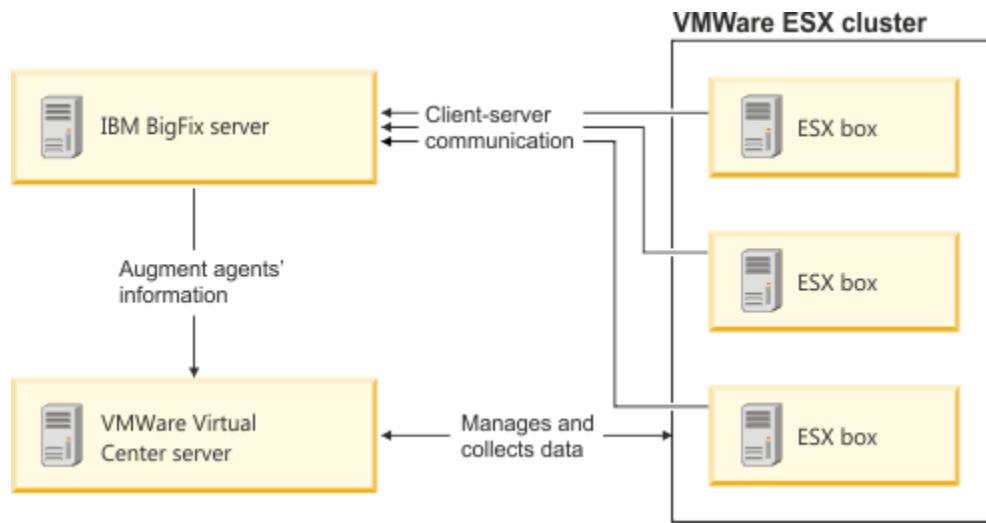 VMWare ESX cluster
IBM BigFix server
Client-server
communication
ESX box
Augment agents'
information
ESX box
VMWare Virtual
Center server
Manages and
collects data
ESX box